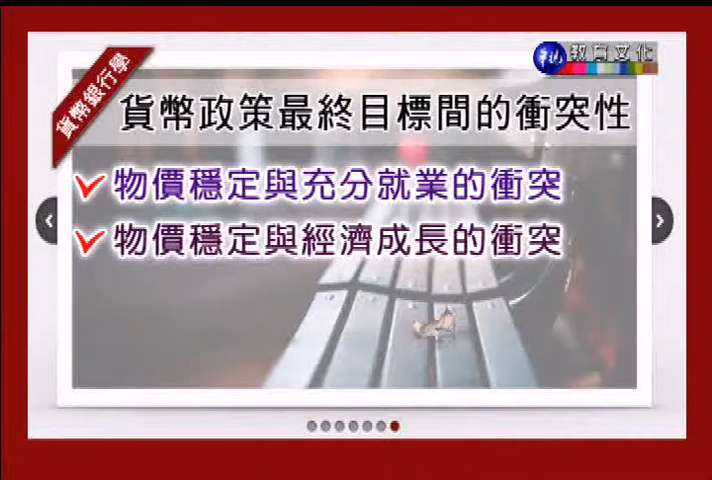 華視 教育文化
貨幣銀行學
貨幣政策最終目標間的衝突性
物價穩定與充分就業的衝突
物價穩定與經濟成長的衝突